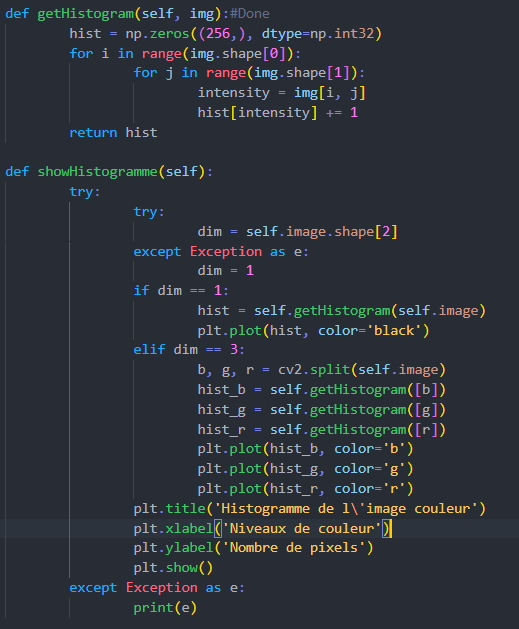 def getHistogram(self, img):#Done
hist = np.zeros((256,), dtype=np.int32)
for i in range(img.shape[0]):
for j in range(img.shape[1]):
intensity = img[i, j]
hist[intensity] += 1
return hist
def showHistogramme(self):
try:
try:
dim = self.image.shape[2]
except Exception as e:
dim = 1
if dim == 1:
hist = self.getHistogram(self.image)
plt.plot(hist, color='black')
elif dim == 3:
b, g, r = cv2.split(self.image)
hist_b = self.getHistogram([b])
hist_g = self.getHistogram([g])
hist_r = self.getHistogram([r])
plt.plot(hist_b, color='b')
plt.plot(hist_g, color='g')
plt.plot(hist_r, color='r')
plt.title('Histogramme de l\'image couleur')
plt.xlabel('Niveaux de couleur')
plt.ylabel('Nombre de pixels')
plt.show()
except Exception as e:
print(e)